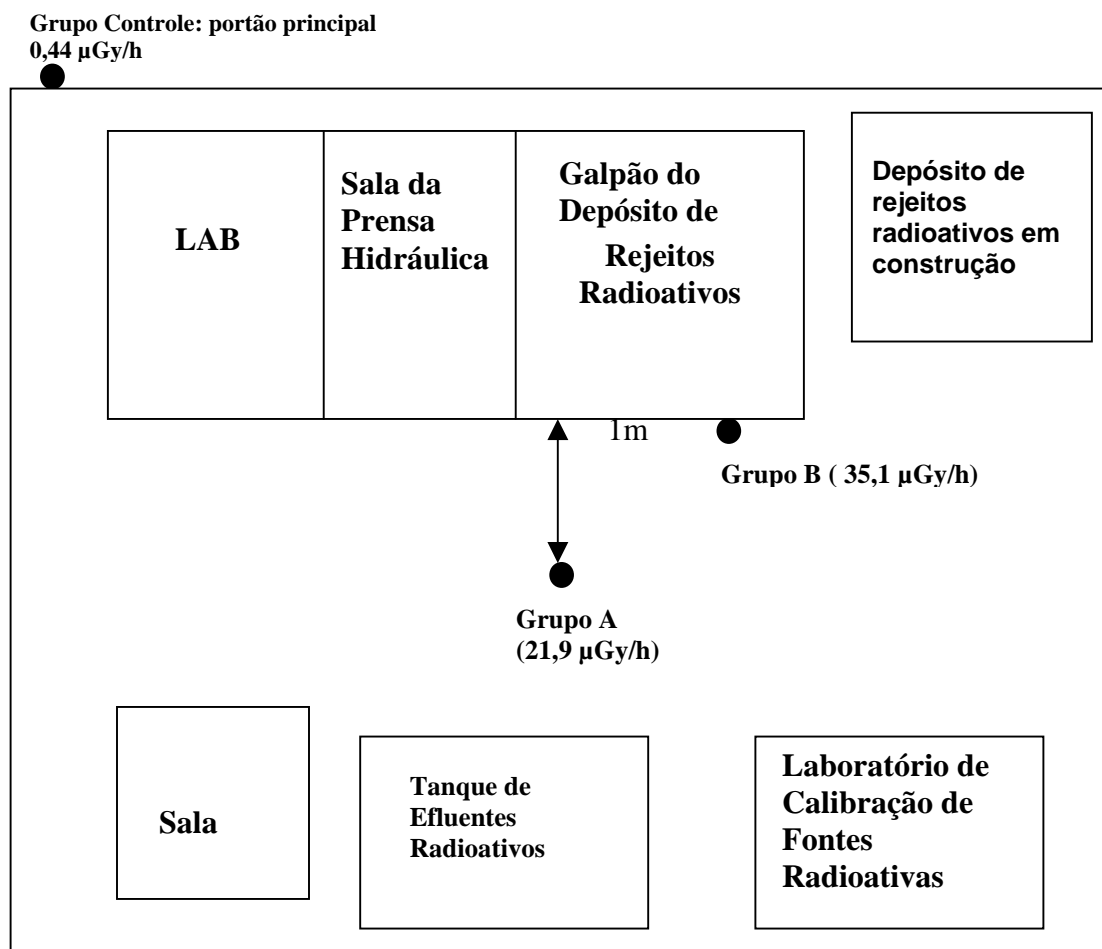 Grupo Controle: portão principal
0,44 µGy/h
LAB
Sala da
Prensa
Hidráulica
Galpão do
Depósito de
Rejeitos
Radioativos
Depósito de
rejeitos
radioativos em
construção
1m
Grupo B ( 35,1 µGy/h)
Grupo A
(21,9 µGy/h)
Sala
Tanque de
Efluentes
Radioativos
Laboratório de
Calibração de
Fontes
Radioativas